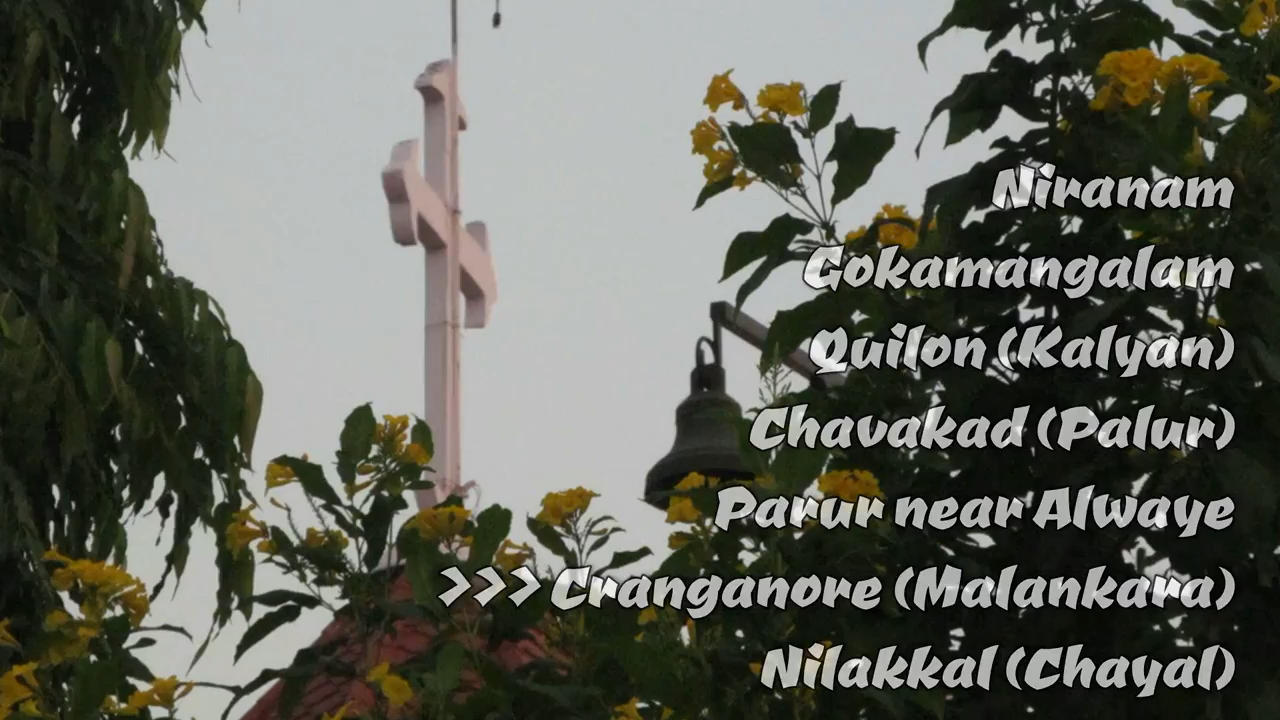 Niranam
Gokamangalam
Quilon (Kalyan)
Chavakad (Palur)
Parur near Alwaye
>>> Cranganore (Malankara)
Nilakkal (Chayal)